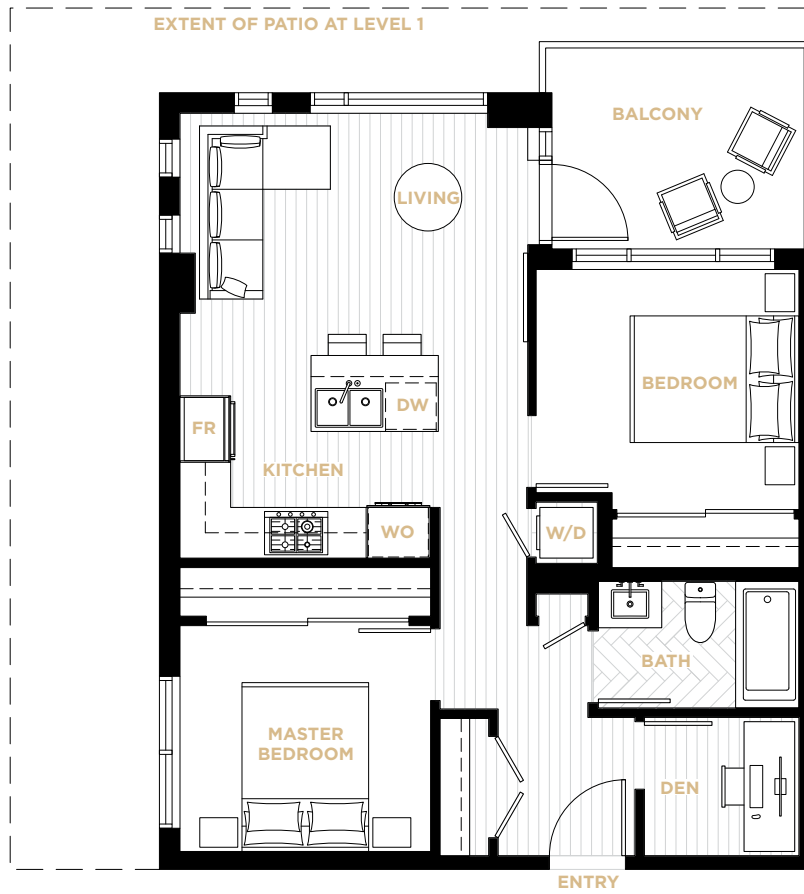 EXTENT OF PATIO AT LEVEL 1
BALCONY
LIVING
BEDROOM
DW
FR
KITCHEN
WO
W/D
BATH
MASTER
BEDROOM
DEN
ENTRY